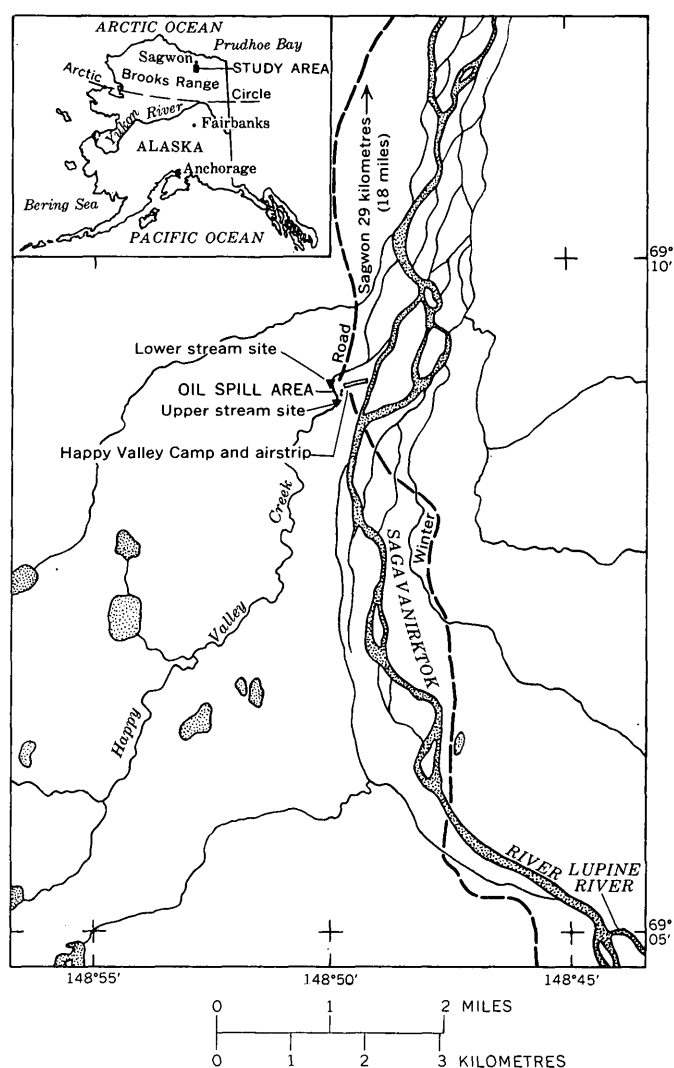 ARCTIC OCEAN
Prudhoe Bay
Sagwon
STUDY AREA
Arctic Circle
Brooks Range
Yukon River
Fairbanks
ALASKA
Anchorage
Bering Sea
PACIFIC OCEAN
Sagwon 29 kilometres
(18 miles)
69°
10'
Road
Lower stream site
OIL SPILL AREA
Upper stream site
Happy Valley Camp and airstrip
Happy Valley Creek
Winter
SAGAVANIRKTOK
RIVER
LUPINE
RIVER
69°
05'
148°55'
148°50'
148°45'
0 1 2 MILES
0 1 2 3 KILOMETRES